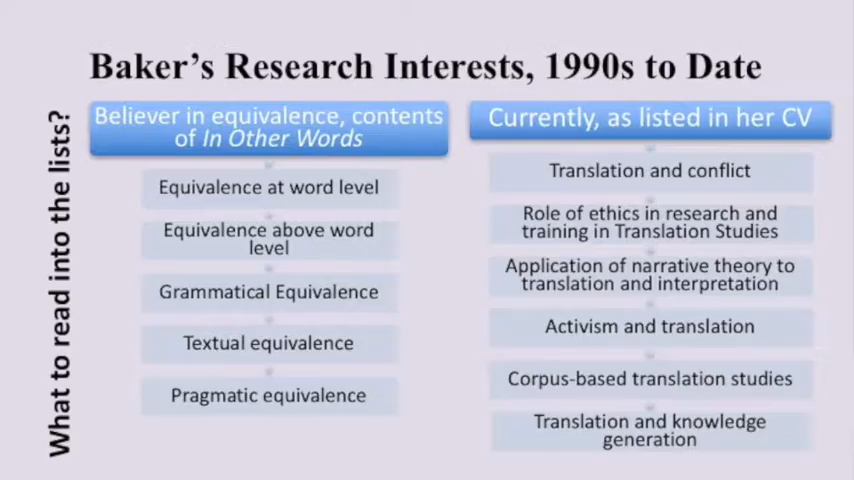 Baker's Research Interests, 1990s to Date
What to read into the lists?
Believer in equivalence, contents
of In Other Words
Equivalence at word level
Equivalence above word
level
Grammatical Equivalence
Textual equivalence
Pragmatic equivalence
Currently, as listed in her CV
Translation and conflict
Role of ethics in research and
training in Translation Studies
Application of narrative theory to
translation and interpretation
Activism and translation
Corpus-based translation studies
Translation and knowledge
generation